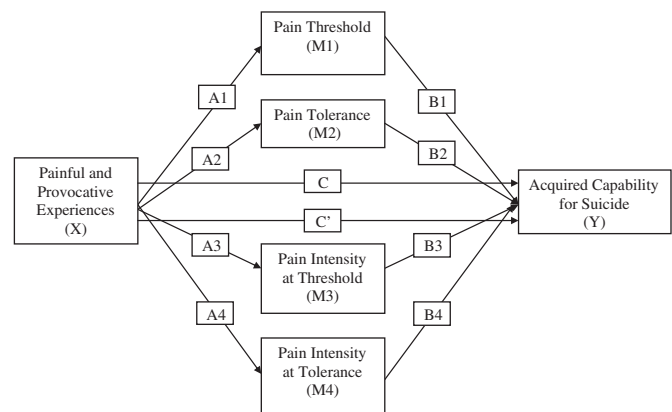 Pain Threshold
(M1)
A1
B1
Pain Tolerance
(M2)
A2
B2
Painful and
Provocative
Experiences
(X)
C
Acquired Capability
for Suicide
(Y)
C'
A3
B3
Pain Intensity
at Threshold
(M3)
A4
B4
Pain Intensity
at Tolerance
(M4)